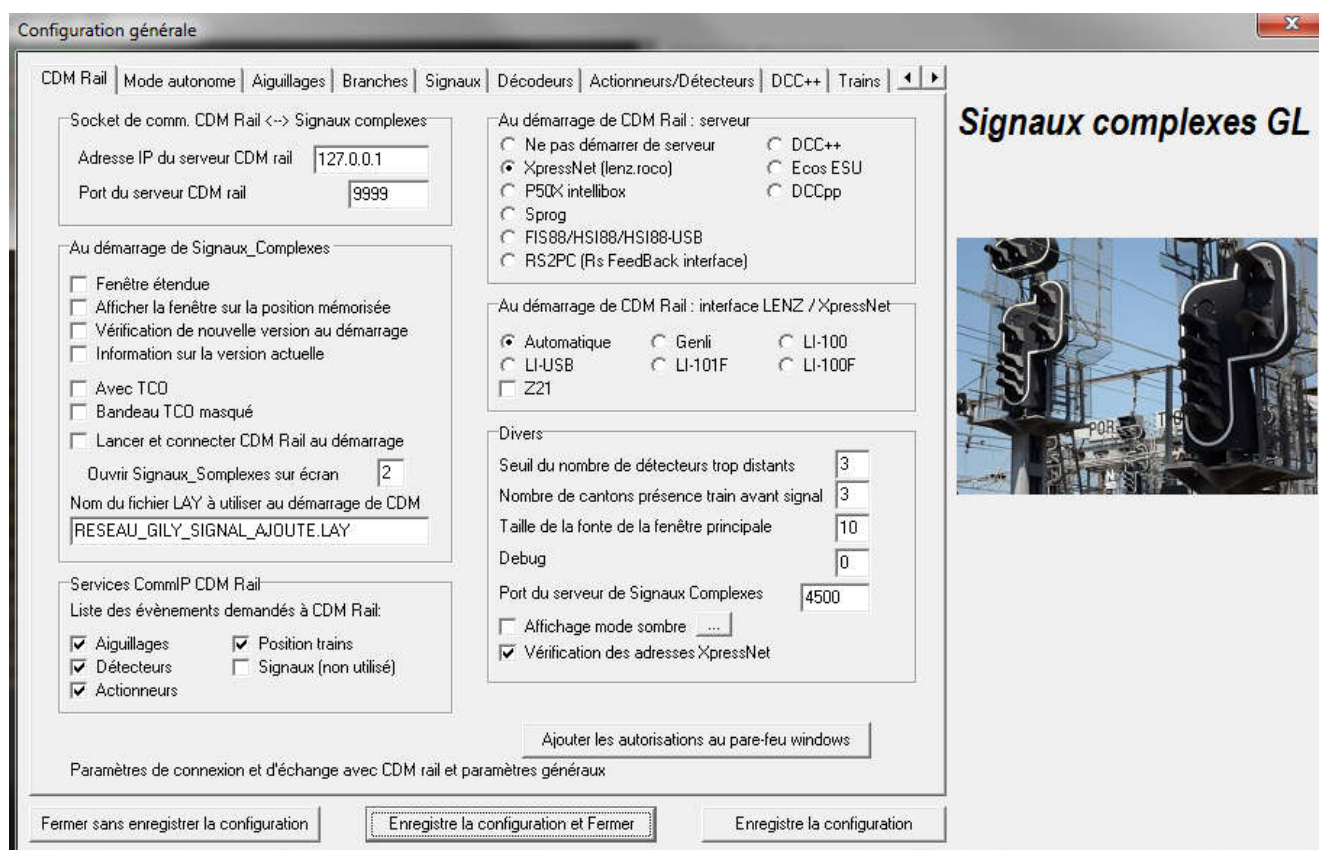 Configuration générale
CDM Rail
Mode autonome
Aiguillages
Branches
Signaux
Décodeurs
Actionneurs/Détecteurs
DCC++
Trains
Socket de comm. CDM Rail <--> Signaux complexes
Adresse IP du serveur CDM rail
127.0.0.1
Port du serveur CDM rail
9999
Au démarrage de Signaux_Complexes
Fenêtre étendue
Afficher la fenêtre sur la position mémorisée
Vérification de nouvelle version au démarrage
Information sur la version actuelle
Avec TCO
Bandeau TCO masqué
Lancer et connecter CDM Rail au démarrage
Ouvrir Signaux_Somplexes sur écran
2
Nom du fichier LAY à utiliser au démarrage de CDM
RESEAU_GILY_SIGNAL_AJOUTE.LAY
Services CommIP CDM Rail
Liste des évènements demandés à CDM Rail:
Aiguillages
Position trains
Détecteurs
Signaux (non utilisé)
Actionneurs
Au démarrage de CDM Rail : serveur
Ne pas démarrer de serveur
DCC++
XpressNet (lenz.roco)
Ecos ESU
P50X intellibox
DCCpp
Sprog
FIS88/HSI88/HSI88-USB
RS2PC (Rs FeedBack interface)
Au démarrage de CDM Rail : interface LENZ / XpressNet
Automatique
Genli
LI-100
LI-USB
LI-101F
LI-100F
Z21
Divers
Seuil du nombre de détecteurs trop distants
3
Nombre de cantons présence train avant signal
3
Taille de la fonte de la fenêtre principale
10
Debug
0
Port du serveur de Signaux Complexes
4500
Affichage mode sombre
...
Vérification des adresses XpressNet
Ajouter les autorisations au pare-feu windows
Paramètres de connexion et d'échange avec CDM rail et paramètres généraux
Fermer sans enregistrer la configuration
Enregistre la configuration et Fermer
Enregistre la configuration
Signaux complexes GL
POR